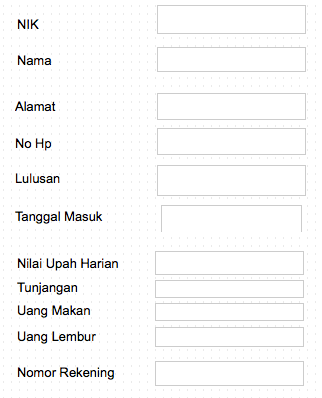 NIK
Nama
Alamat
No Hp
Lulusan
Tanggal Masuk
Nilai Upah Harian
Tunjangan
Uang Makan
Uang Lembur
Nomor Rekening